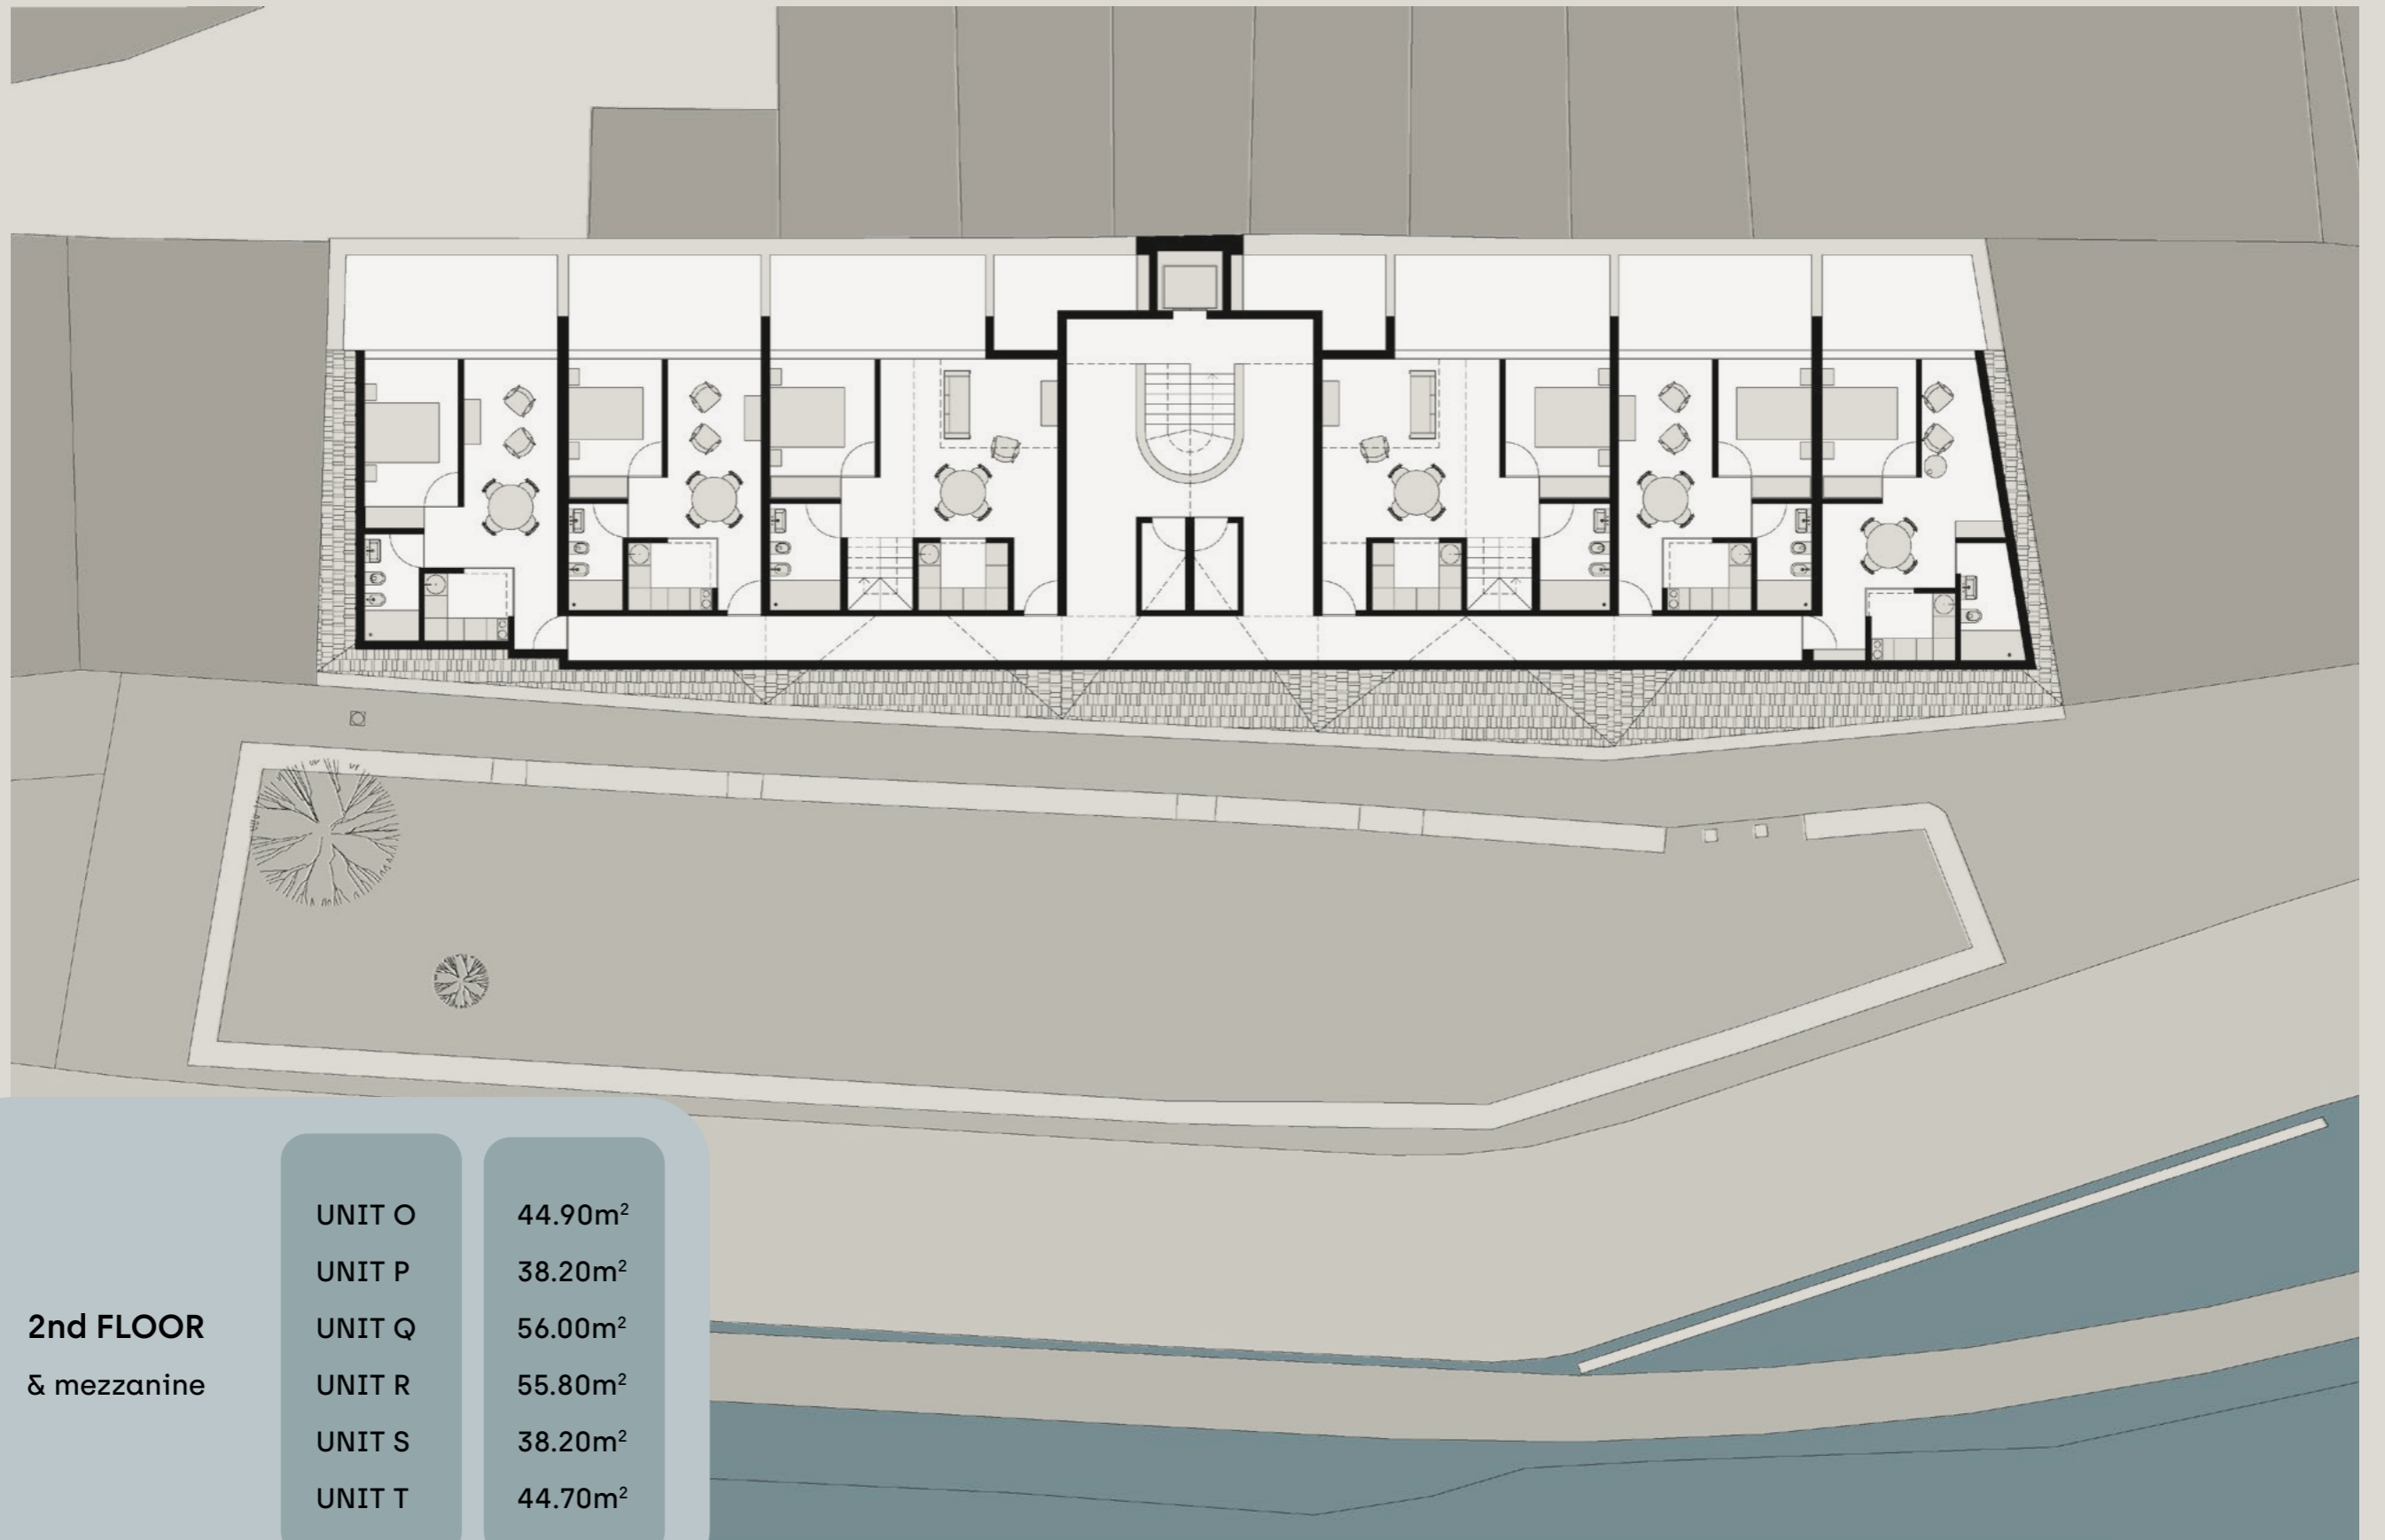 2nd FLOOR
& mezzanine
UNIT O 44.90m²
UNIT P 38.20m²
UNIT Q 56.00m²
UNIT R 55.80m²
UNIT S 38.20m²
UNIT T 44.70m²